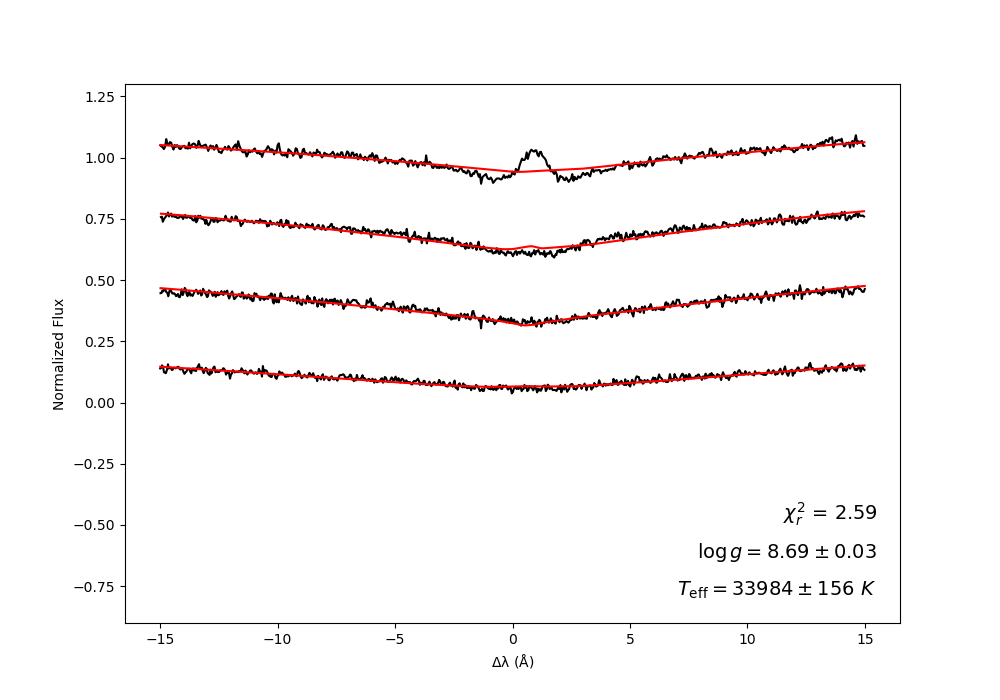 1.25
1.00
0.75
0.50
0.25
0.00
−0.25
−0.50
−0.75
Normalized Flux
χ²ᵣ = 2.59
log g = 8.69 ± 0.03
T_eff = 33984 ± 156 K
−15 −10 −5 0 5 10 15
Δλ (Å)